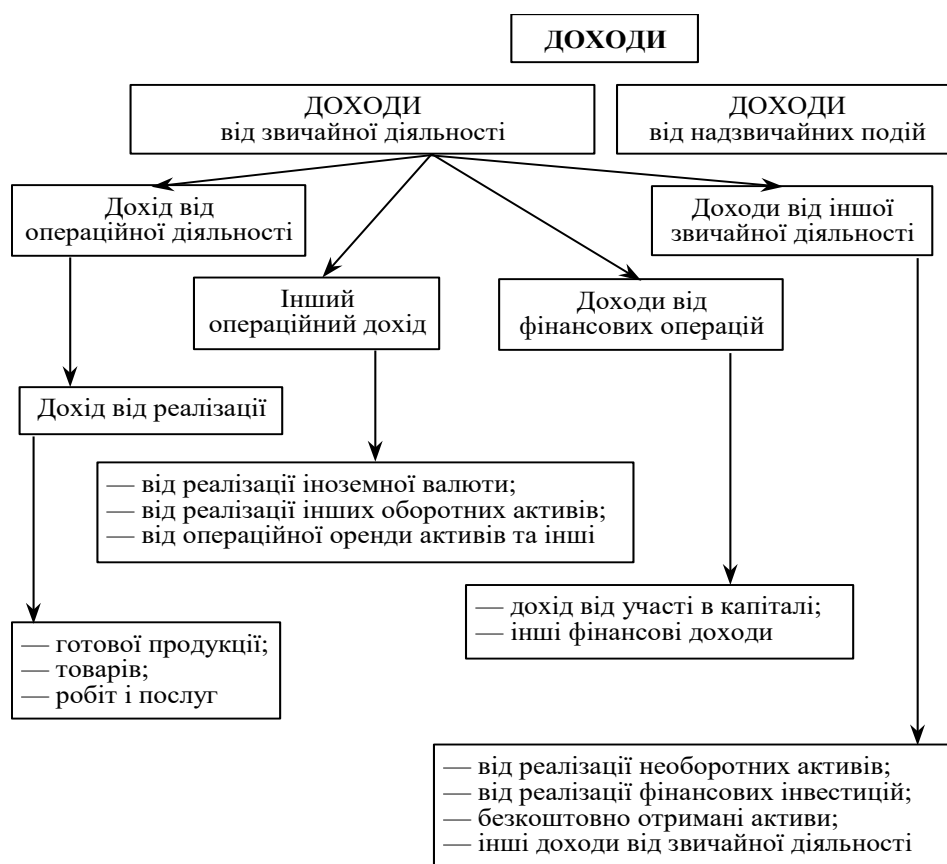 ДОХОДИ
ДОХОДИ
від звичайної діяльності
ДОХОДИ
від надзвичайних подій
Дохід від
операційної діяльності
Доходи від іншої
звичайної діяльності
Інший
операційний дохід
Доходи від
фінансових операцій
Дохід від реалізації
— від реалізації іноземної валюти;
— від реалізації інших оборотних активів;
— від операційної оренди активів та інші
— дохід від участі в капіталі;
— інші фінансові доходи
— готової продукції;
— товарів;
— робіт і послуг
— від реалізації необоротних активів;
— від реалізації фінансових інвестицій;
— безкоштовно отримані активи;
— інші доходи від звичайної діяльності